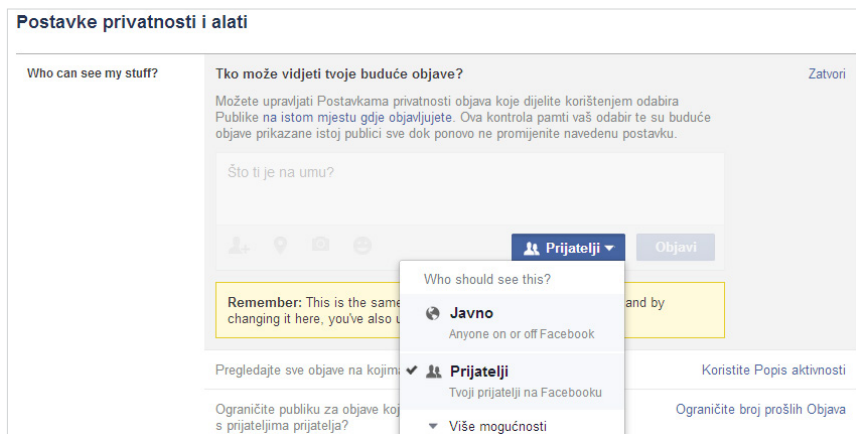 Postavke privatnosti i alati
Who can see my stuff?
Tko može vidjeti tvoje buduće objave?
Zatvori
Možete upravljati Postavkama privatnosti objava koje dijelite korištenjem odabira
Publike na istom mjestu gdje objavljujete. Ova kontrola pamti vaš odabir te su buduće
objave prikazane istoj publici sve dok ponovo ne promijenite navedenu postavku.
Što ti je na umu?
Prijatelji
Objavi
Who should see this?
Remember: This is the same
and by
changing it here, you've also
Javno
Anyone on or off Facebook
Prijatelji
Tvoji prijatelji na Facebooku
Više mogućnosti
Pregledajte sve objave na
Koristite Popis aktivnosti
Ograničite publiku za objave
s prijateljima prijatelja?
Ograničite broj prošlih Objava